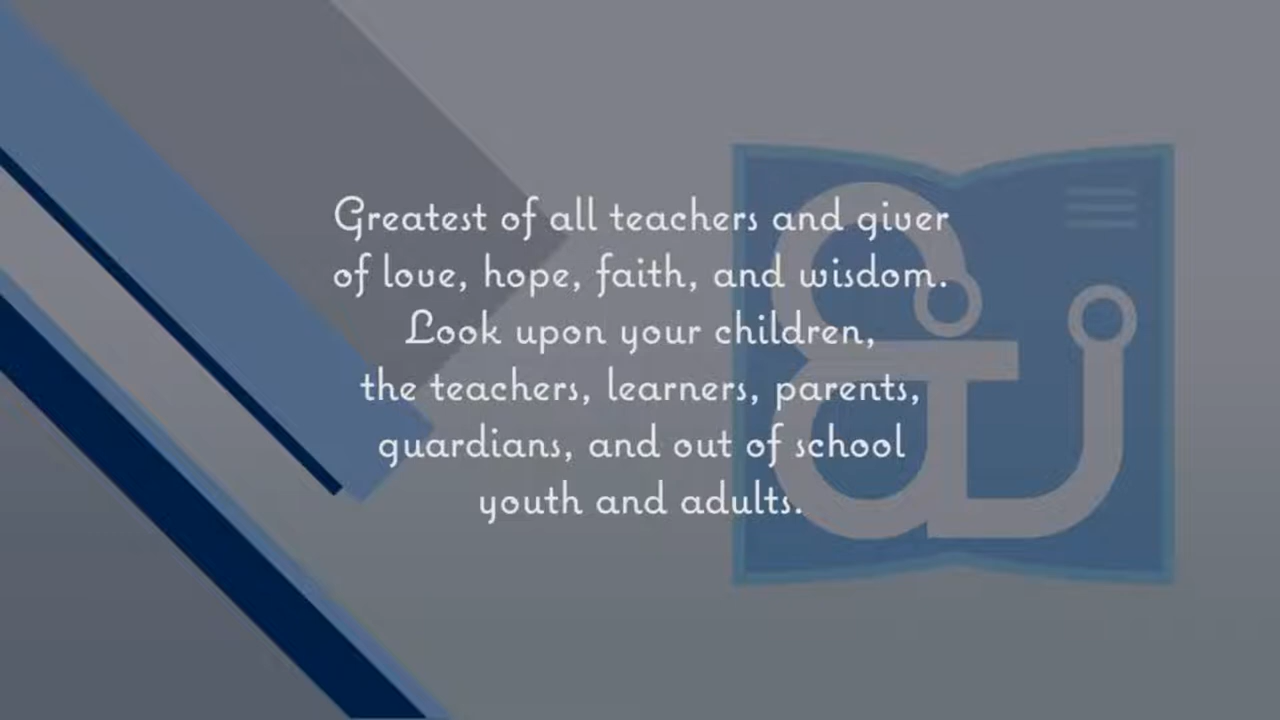 Greatest of all teachers and giver
of love, hope, faith, and wisdom.
Look upon your children,
the teachers, learners, parents,
guardians, and out of school
youth and adults.
அ